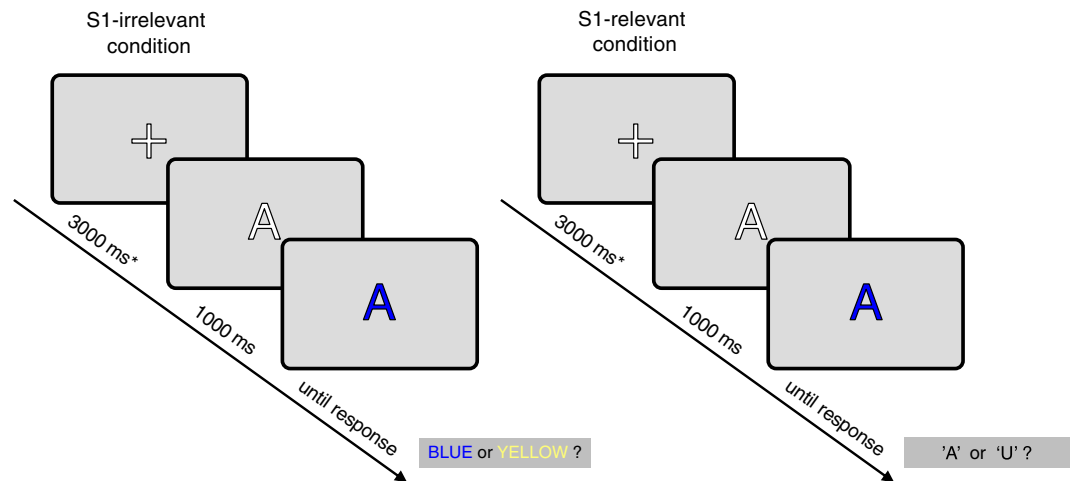 S1-irrelevant
condition
A
A
3000 ms*
1000 ms
until response
BLUE or YELLOW ?
S1-relevant
condition
A
A
3000 ms*
1000 ms
until response
’A’ or ‘U’ ?